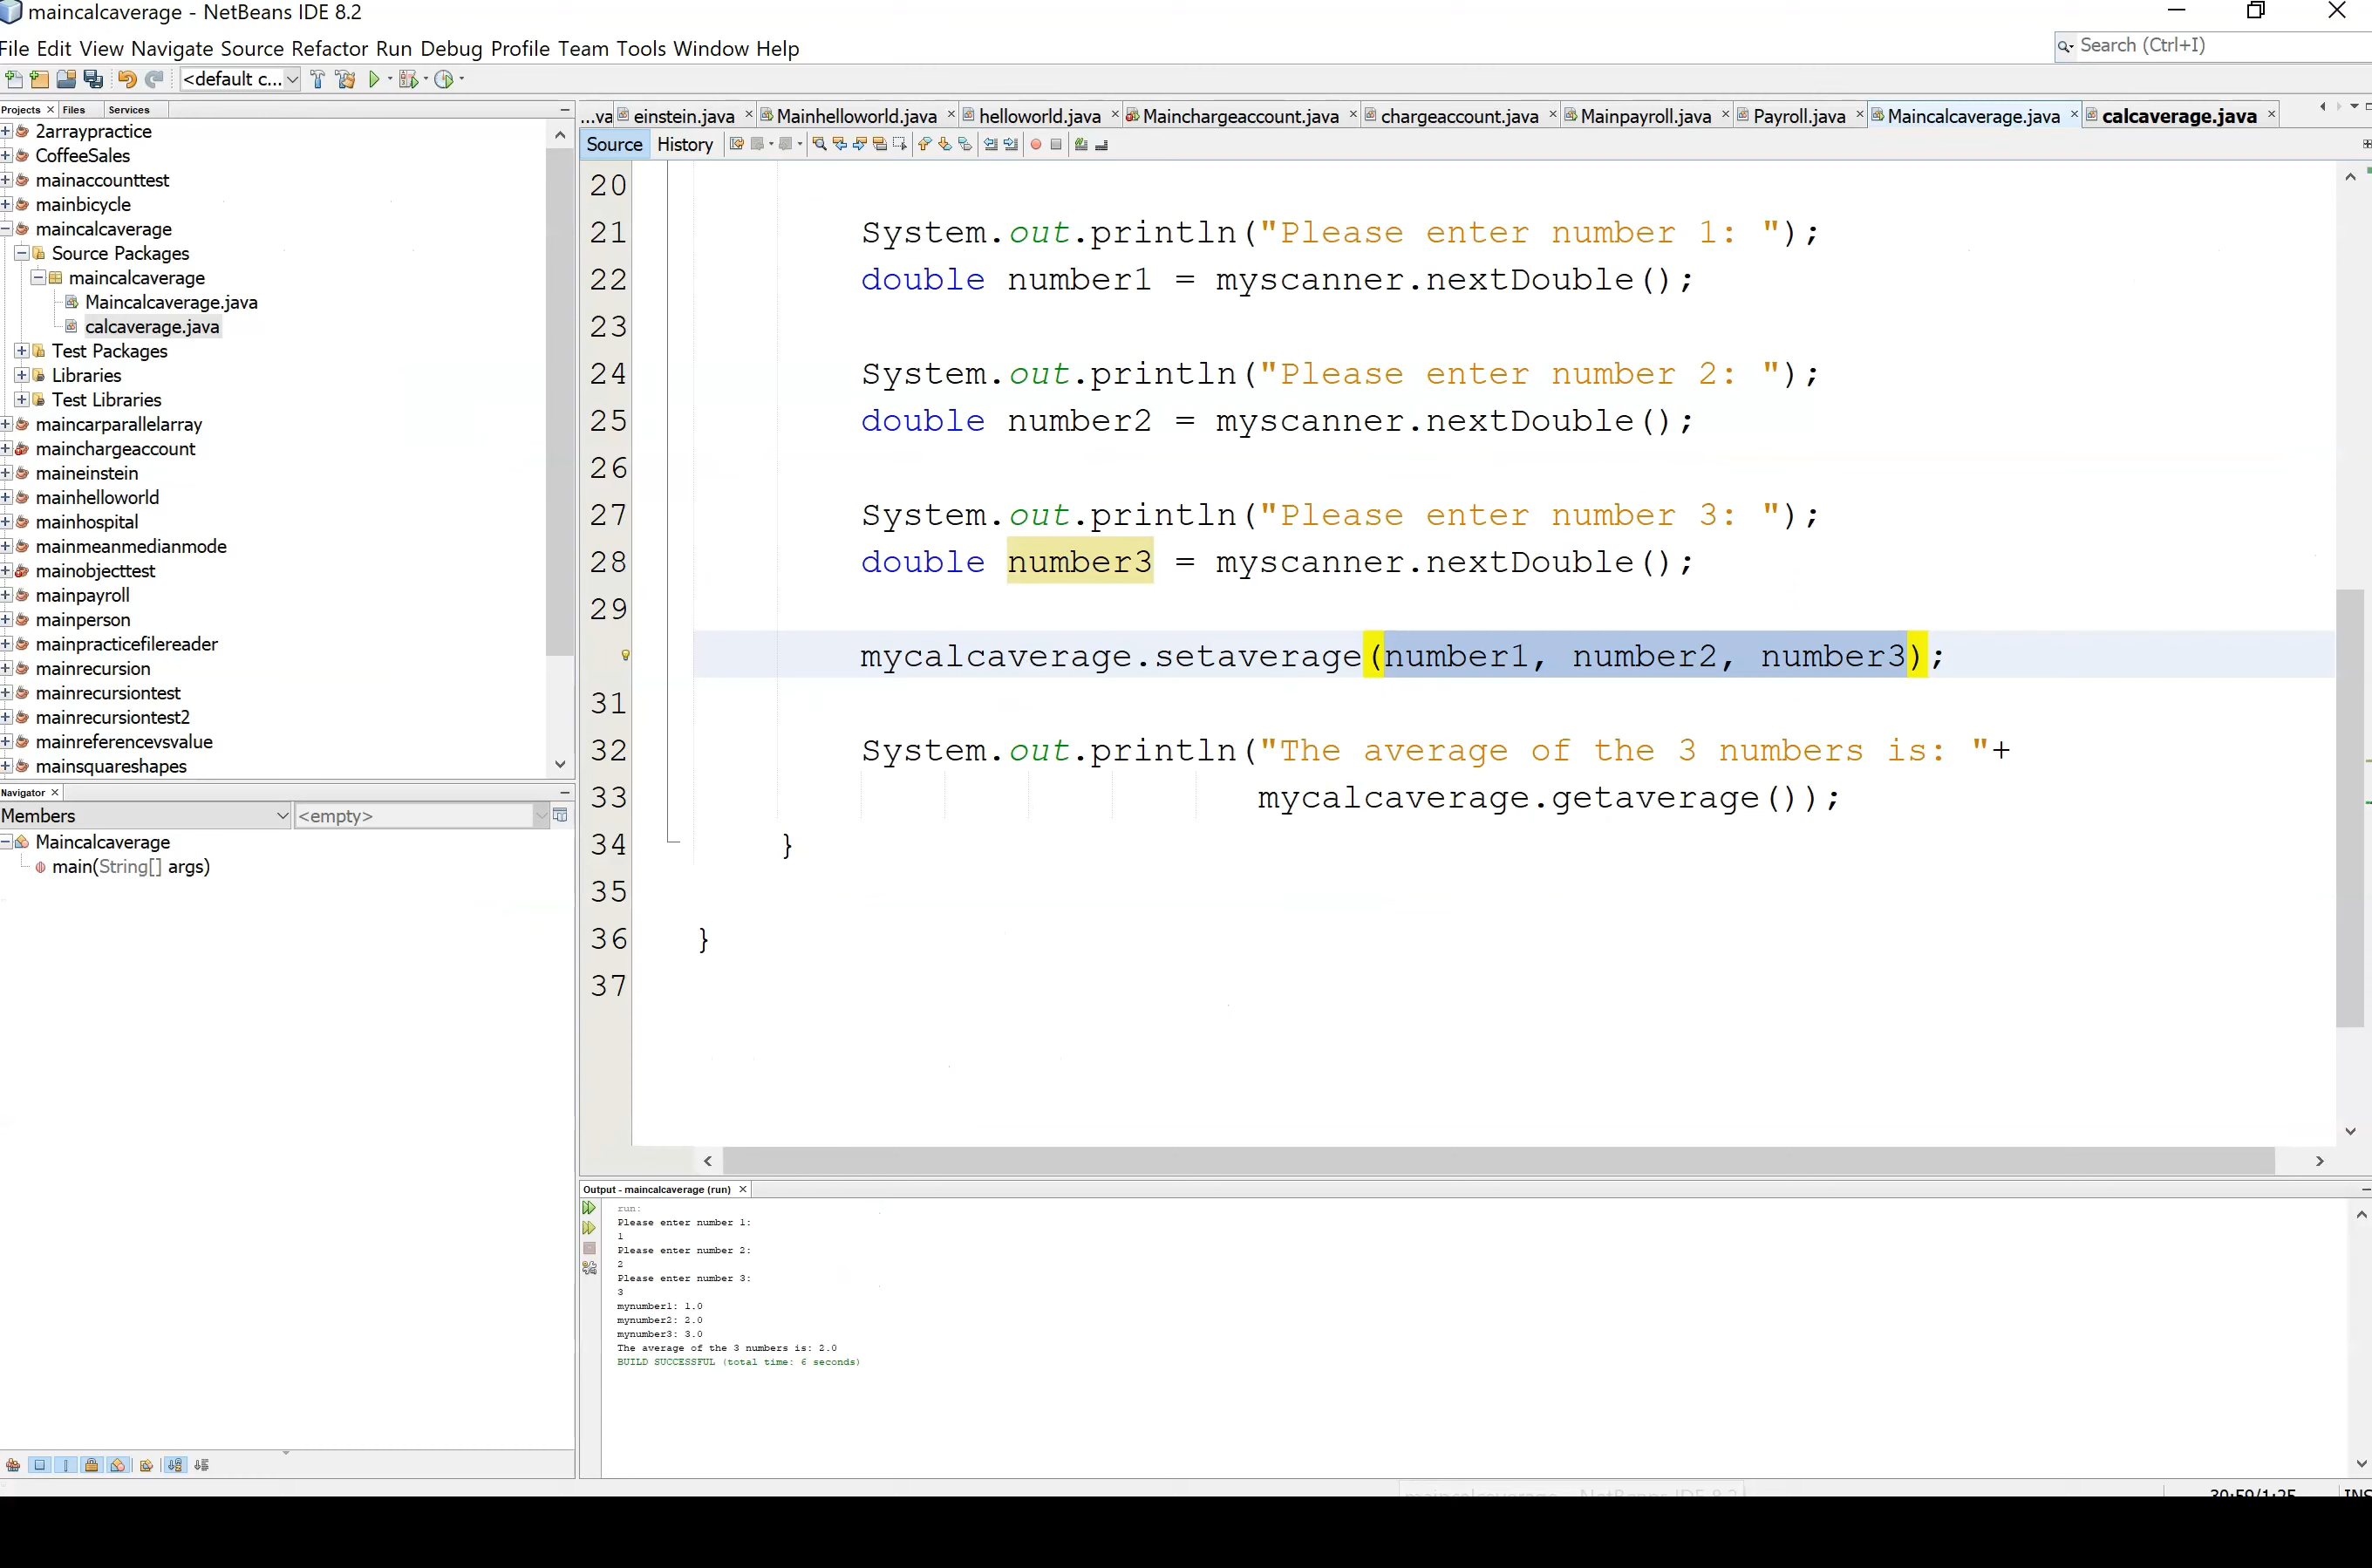 maincalcaverage - NetBeans IDE 8.2
File Edit View Navigate Source Refactor Run Debug Profile Team Tools Window Help
Search (Ctrl+I)
<default c...
Projects Files Services
2arraypractice
CoffeeSales
mainaccounttest
mainbicycle
maincalcaverage
Source Packages
maincalcaverage
Maincalcaverage.java
calcaverage.java
Test Packages
Libraries
Test Libraries
maincarparallelarray
mainchargeaccount
maineinstein
mainhelloworld
mainhospital
mainmeanmedianmode
mainobjecttest
mainpayroll
mainperson
mainpracticefilereader
mainrecursion
mainrecursiontest
mainrecursiontest2
mainreferencevsvalue
mainsquareshapes
Navigator
Members <empty>
Maincalcaverage
main(String[] args)
...va einstein.java Mainhelloworld.java helloworld.java Mainchargeaccount.java chargeaccount.java Mainpayroll.java Payroll.java Maincalcaverage.java calcaverage.java
Source History
20
21 System.out.println("Please enter number 1: ");
22 double number1 = myscanner.nextDouble();
23
24 System.out.println("Please enter number 2: ");
25 double number2 = myscanner.nextDouble();
26
27 System.out.println("Please enter number 3: ");
28 double number3 = myscanner.nextDouble();
29
mycalcaverage.setaverage(number1, number2, number3);
31
32 System.out.println("The average of the 3 numbers is: "+
33 mycalcaverage.getaverage());
34 }
35
36 }
37
Output - maincalcaverage (run)
run:
Please enter number 1:
1
Please enter number 2:
2
Please enter number 3:
3
mynumber1: 1.0
mynumber2: 2.0
mynumber3: 3.0
The average of the 3 numbers is: 2.0
BUILD SUCCESSFUL (total time: 6 seconds)